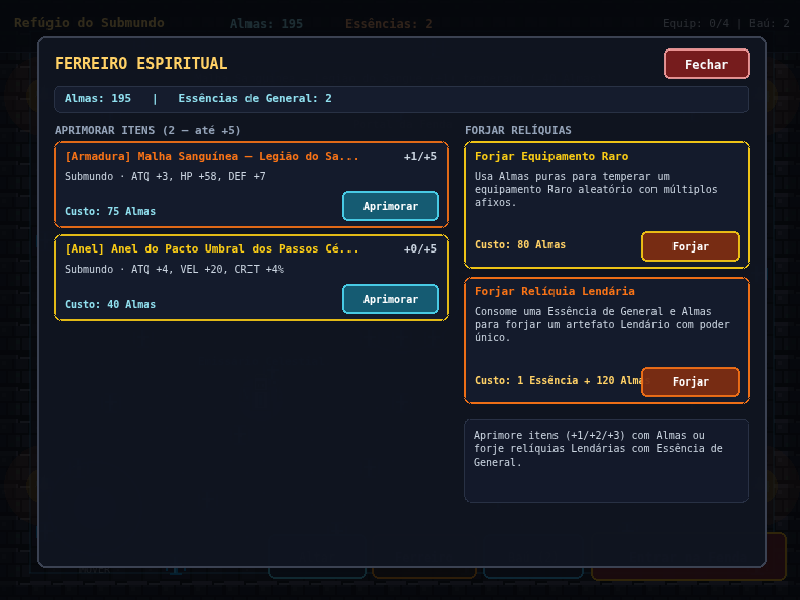 Refúgio do Submundo
Almas: 195
Essências: 2
Equip: 0/4 | Baú: 2
FERREIRO ESPIRITUAL
Fechar
Almas: 195 | Essências de General: 2
APRIMORAR ITENS (2 — até +5)
[Armadura] Malha Sanguínea — Legião do Sa...
+1/+5
Submundo · ATQ +3, HP +58, DEF +7
Custo: 75 Almas
Aprimorar
[Anel] Anel do Pacto Umbral dos Passos Cé...
+0/+5
Submundo · ATQ +4, VEL +20, CRIT +4%
Custo: 40 Almas
Aprimorar
FORJAR RELÍQUIAS
Forjar Equipamento Raro
Usa Almas puras para temperar um
equipamento Raro aleatório com múltiplos
afixos.
Custo: 80 Almas
Forjar
Forjar Relíquia Lendária
Consome uma Essência de General e Almas
para forjar um artefato Lendário com poder
único.
Custo: 1 Essência + 120 Almas
Forjar
Aprimore itens (+1/+2/+3) com Almas ou
forje relíquias Lendárias com Essência de
General.